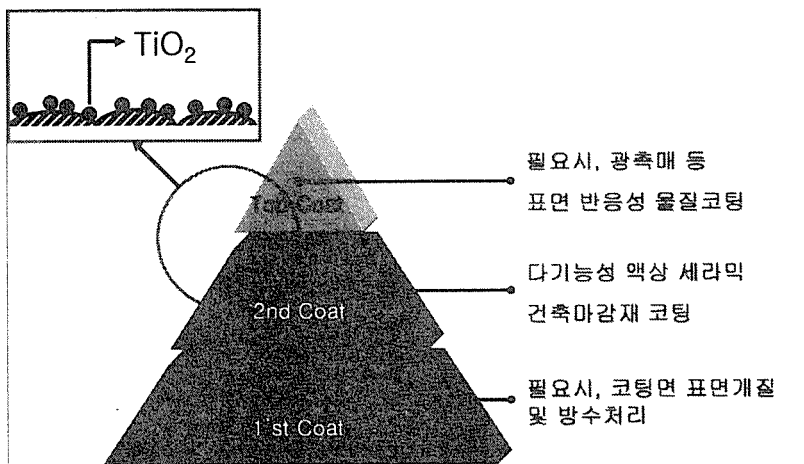 TiO₂
Top Coat
필요시, 광촉매 등
표면 반응성 물질코팅
2nd Coat
다기능성 액상 세라믹
건축마감재 코팅
1'st Coat
필요시, 코팅면 표면개질
및 방수처리